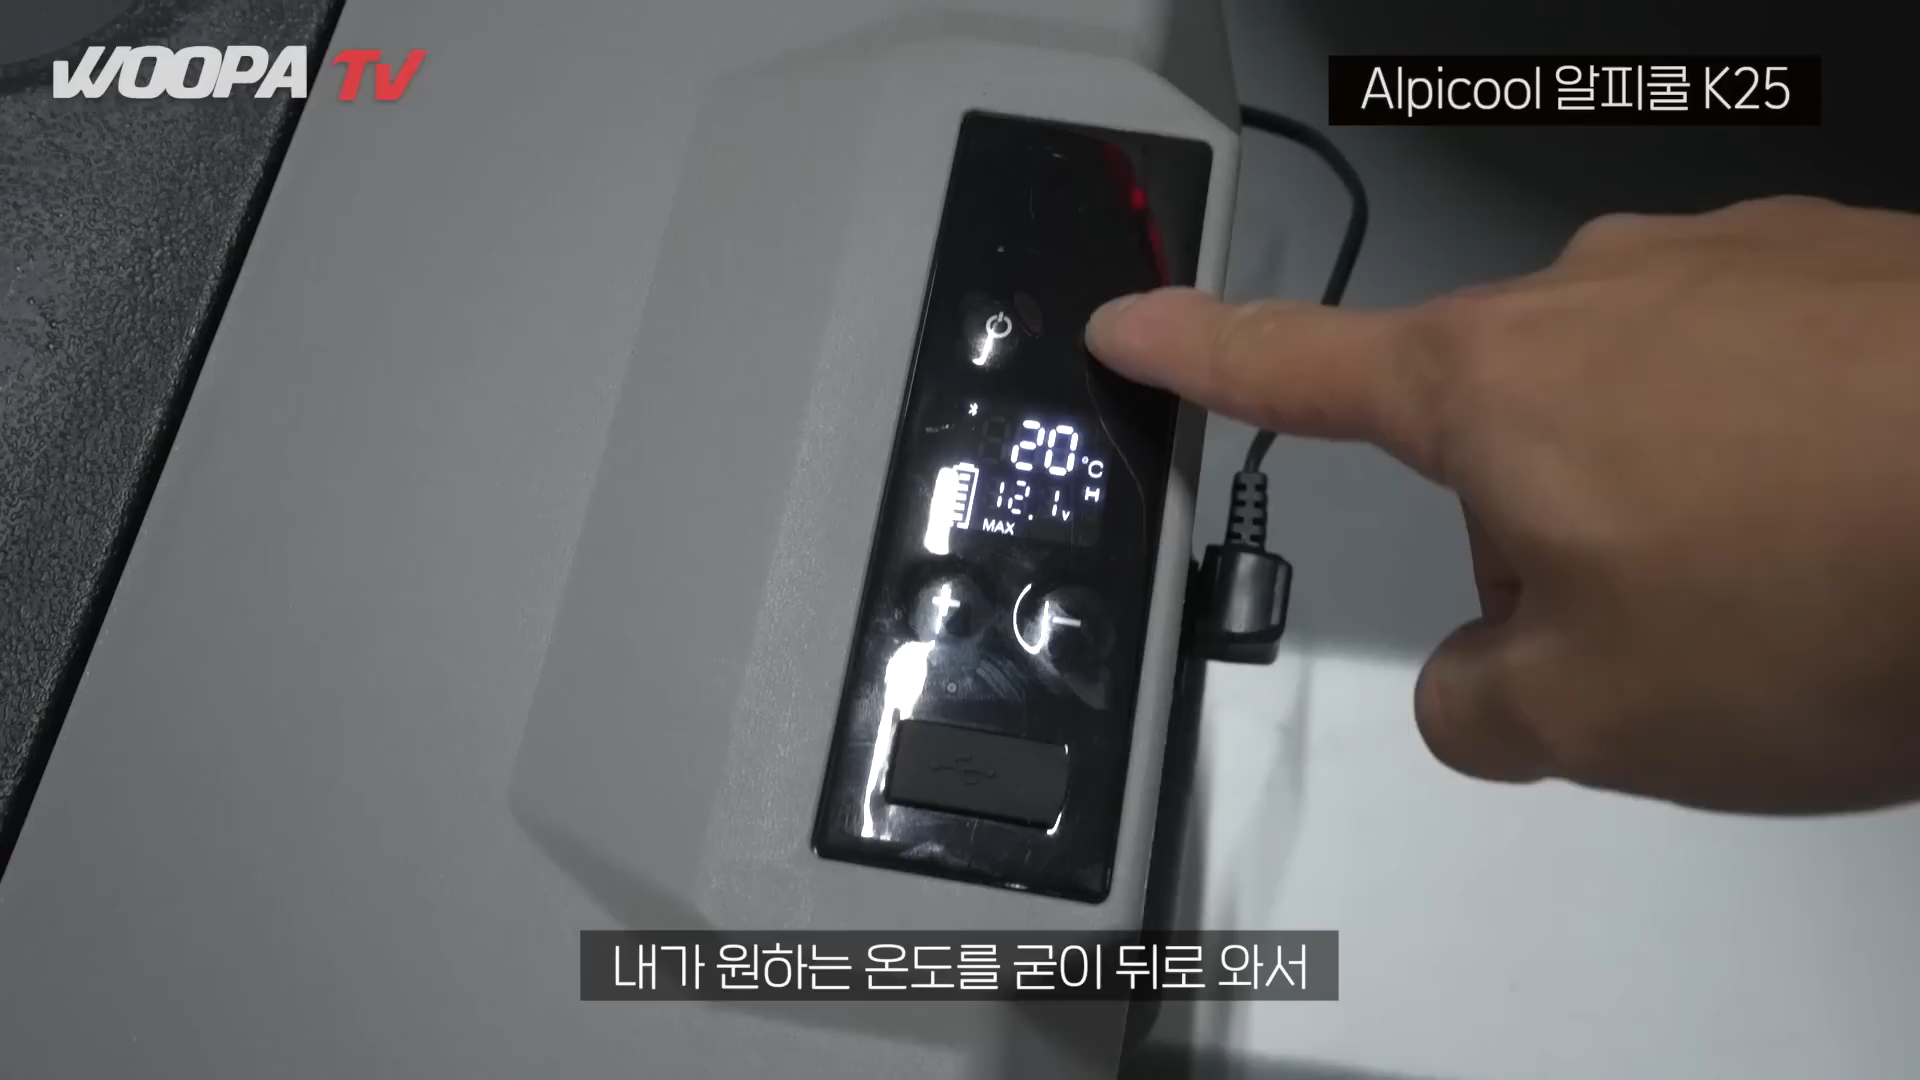 WOOPA TV
Alpicool 알피쿨 K25
20 °C
12.1 v
H
MAX
+ -
내가 원하는 온도를 굳이 뒤로 와서